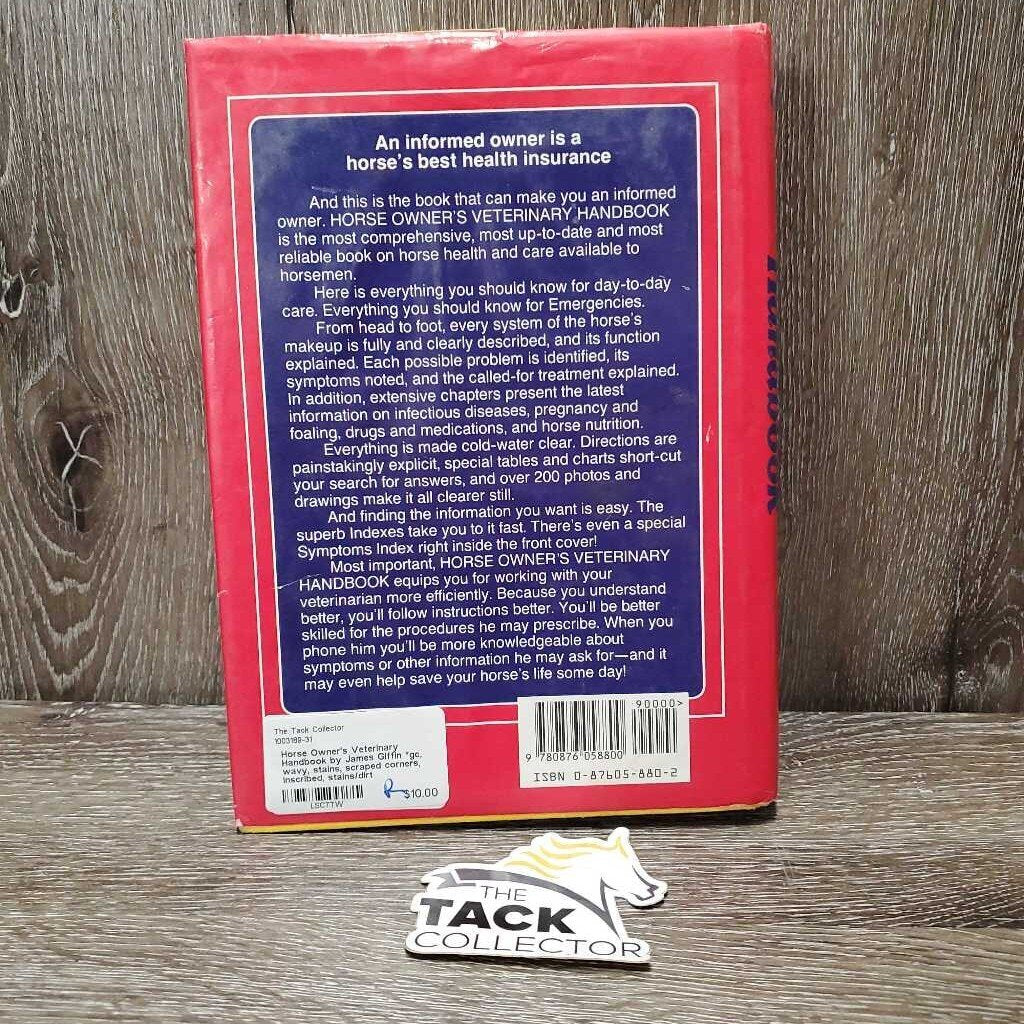 An informed owner is a
horse's best health insurance
And this is the book that can make you an informed
owner. HORSE OWNER'S VETERINARY HANDBOOK
is the most comprehensive, most up-to-date and most
reliable book on horse health and care available to
horsemen.
Here is everything you should know for day-to-day
care. Everything you should know for Emergencies.
From head to foot, every system of the horse's
makeup is fully and clearly described, and its function
explained. Each possible problem is identified, its
symptoms noted, and the called-for treatment explained.
In addition, extensive chapters present the latest
information on infectious diseases, pregnancy and
foaling, drugs and medications, and horse nutrition.
Everything is made cold-water clear. Directions are
painstakingly explicit, special tables and charts short-cut
your search for answers, and over 200 photos and
drawings make it all clearer still.
And finding the information you want is easy. The
superb Indexes take you to it fast. There's even a special
Symptoms Index right inside the front cover!
Most important, HORSE OWNER'S VETERINARY
HANDBOOK equips you for working with your
veterinarian more efficiently. Because you understand
better, you'll follow instructions better. You'll be better
skilled for the procedures he may prescribe. When you
phone him you'll be more knowledgeable about
symptoms or other information he may ask for—and it
may even help save your horse's life some day!
Handbook
The Tack Collector
1003189-31
Horse Owner's Veterinary
Handbook by James Giffin *gc,
wavy, stains, scraped corners,
inscribed, stains/dirt
LSCTTW
$10.00
90000>
9 780876 058800
ISBN 0-87605-880-2
THE
TACK
COLLECTOR